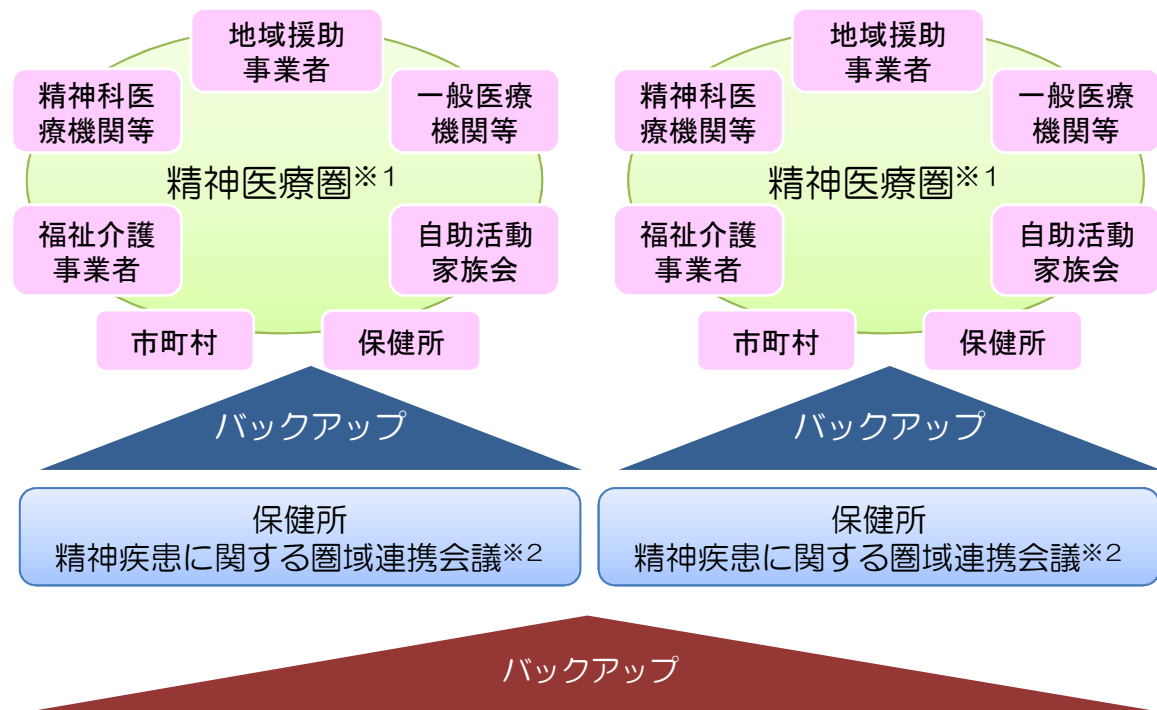 地域援助
事業者
精神科医
療機関等
一般医療
機関等
精神医療圏※1
福祉介護
事業者
自助活動
家族会
市町村
保健所
バックアップ
保健所
精神疾患に関する圏域連携会議※2
地域援助
事業者
精神科医
療機関等
一般医療
機関等
精神医療圏※1
福祉介護
事業者
自助活動
家族会
市町村
保健所
バックアップ
保健所
精神疾患に関する圏域連携会議※2
バックアップ